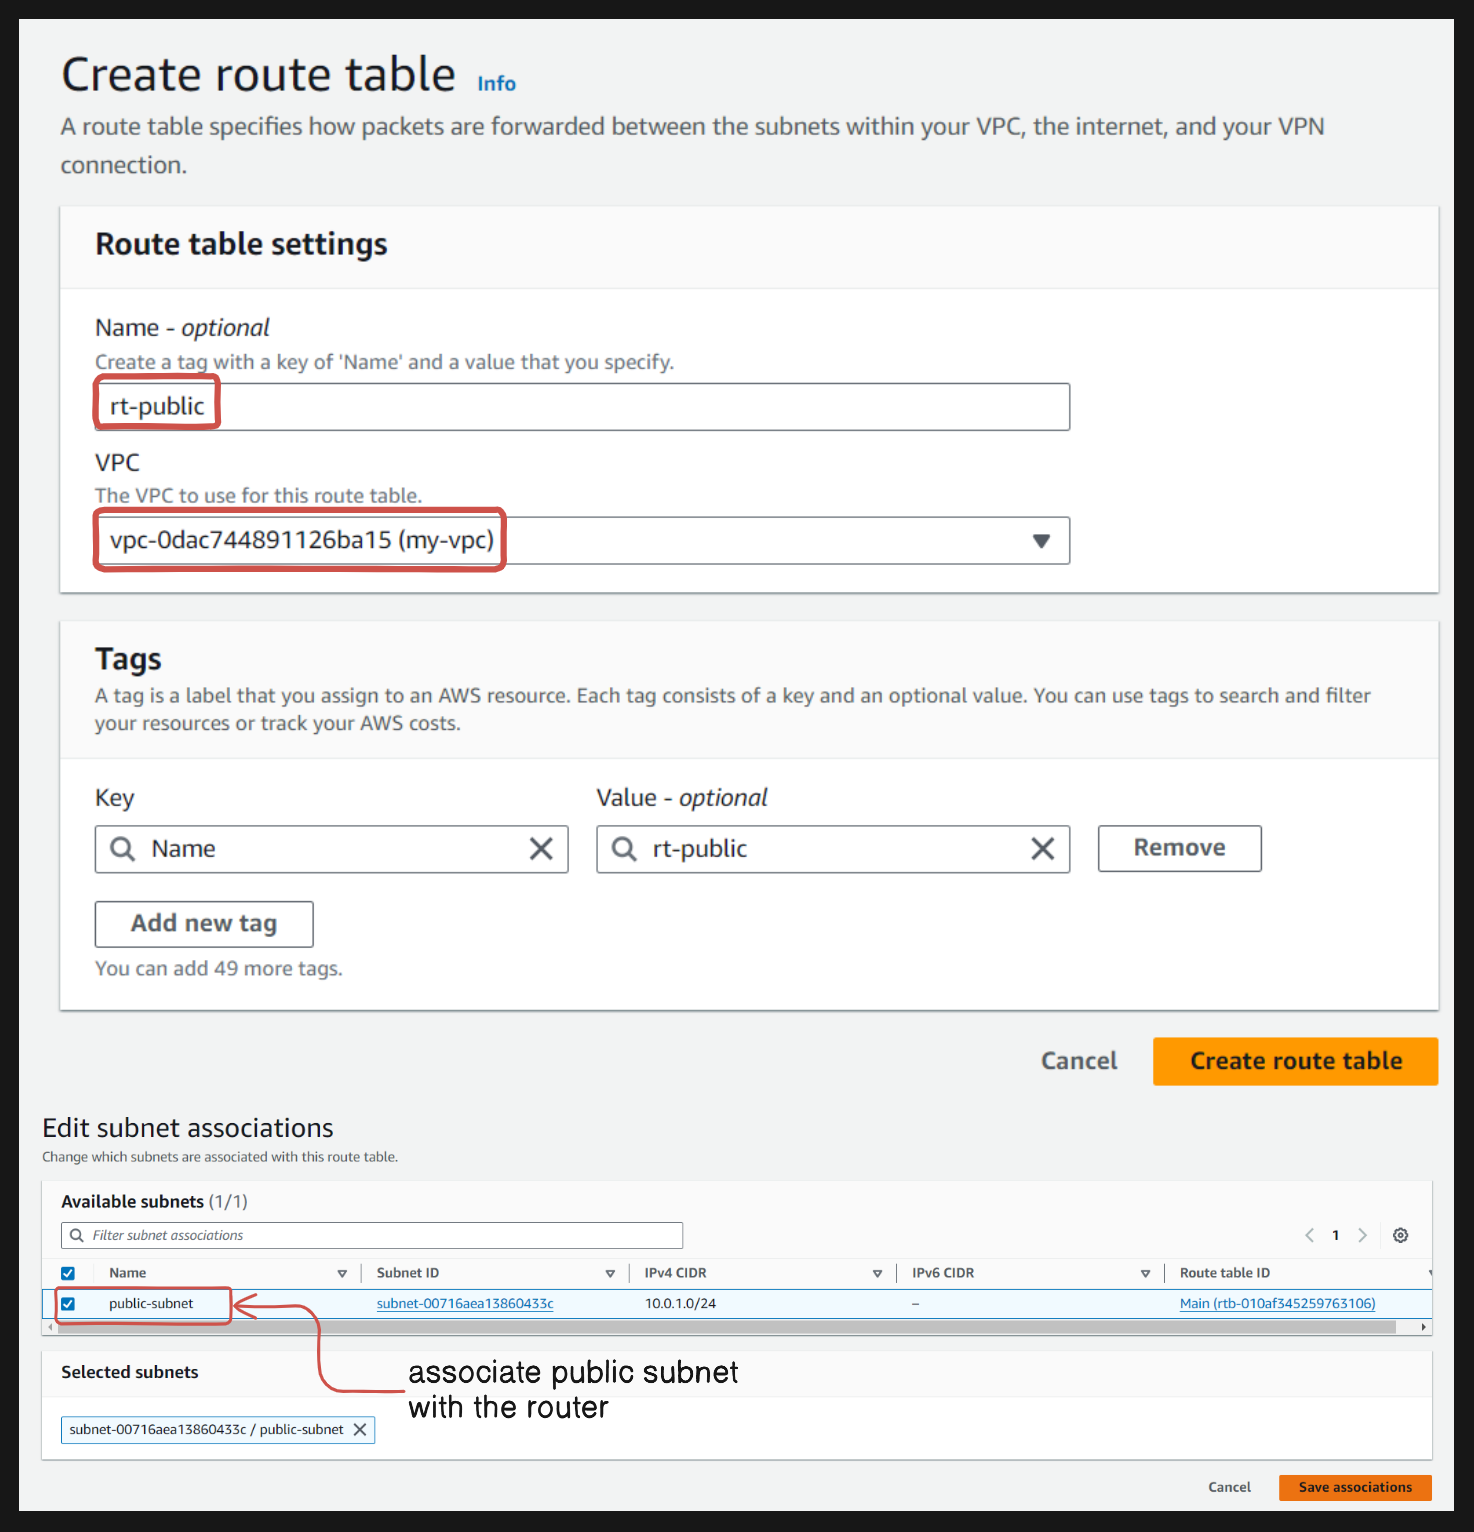 Create route table Info
A route table specifies how packets are forwarded between the subnets within your VPC, the internet, and your VPN
connection.
Route table settings
Name - optional
Create a tag with a key of 'Name' and a value that you specify.
rt-public
VPC
The VPC to use for this route table.
vpc-0dac744891126ba15 (my-vpc)
Tags
A tag is a label that you assign to an AWS resource. Each tag consists of a key and an optional value. You can use tags to search and filter
your resources or track your AWS costs.
Key Value - optional
Name rt-public Remove
Add new tag
You can add 49 more tags.
Cancel Create route table
Edit subnet associations
Change which subnets are associated with this route table.
Available subnets (1/1)
Filter subnet associations 1
Name Subnet ID IPv4 CIDR IPv6 CIDR Route table ID
public-subnet subnet-00716aea13860433c 10.0.1.0/24 – Main (rtb-010af345259763106)
Selected subnets
associate public subnet
with the router
subnet-00716aea13860433c / public-subnet
Cancel Save associations